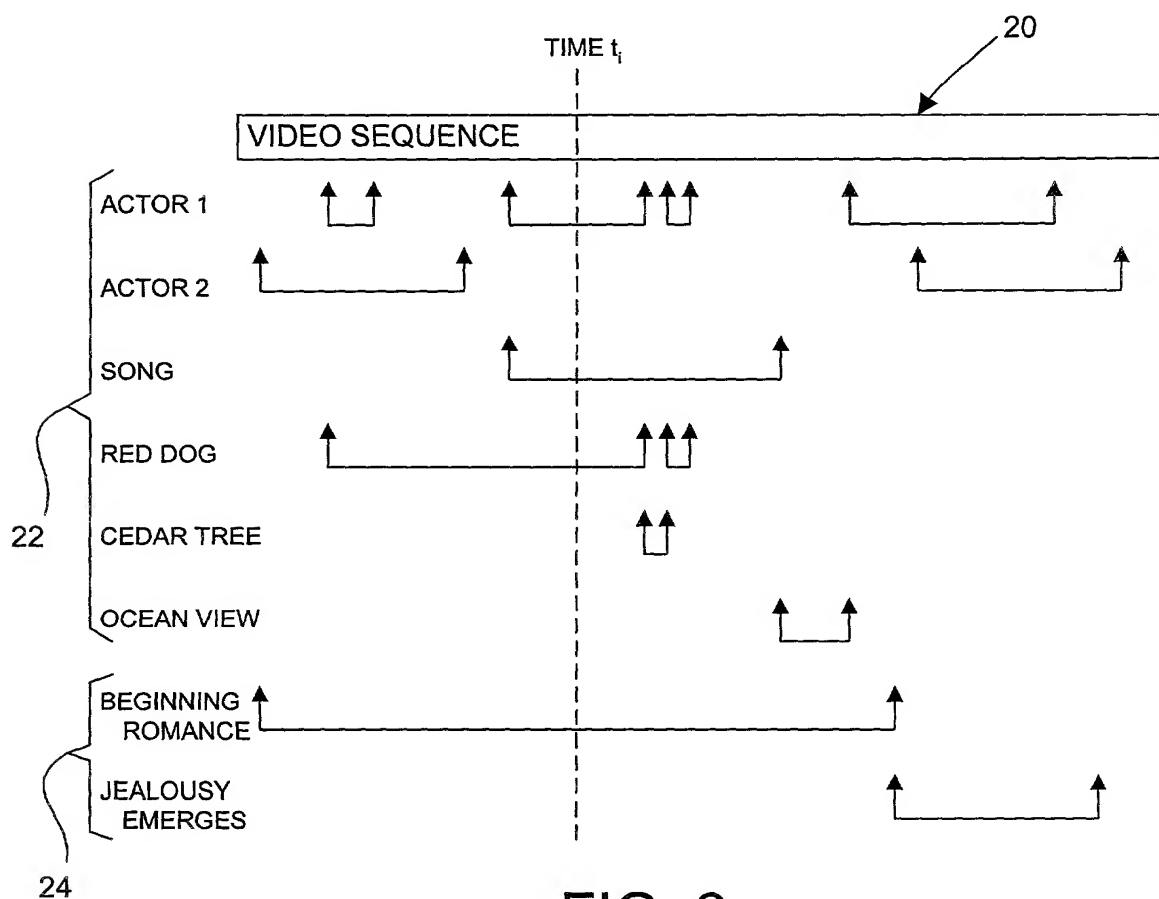 TIME ti
20
VIDEO SEQUENCE
ACTOR 1
ACTOR 2
SONG
RED DOG
22
CEDAR TREE
OCEAN VIEW
BEGINNING
ROMANCE
JEALOUSY
EMERGES
24